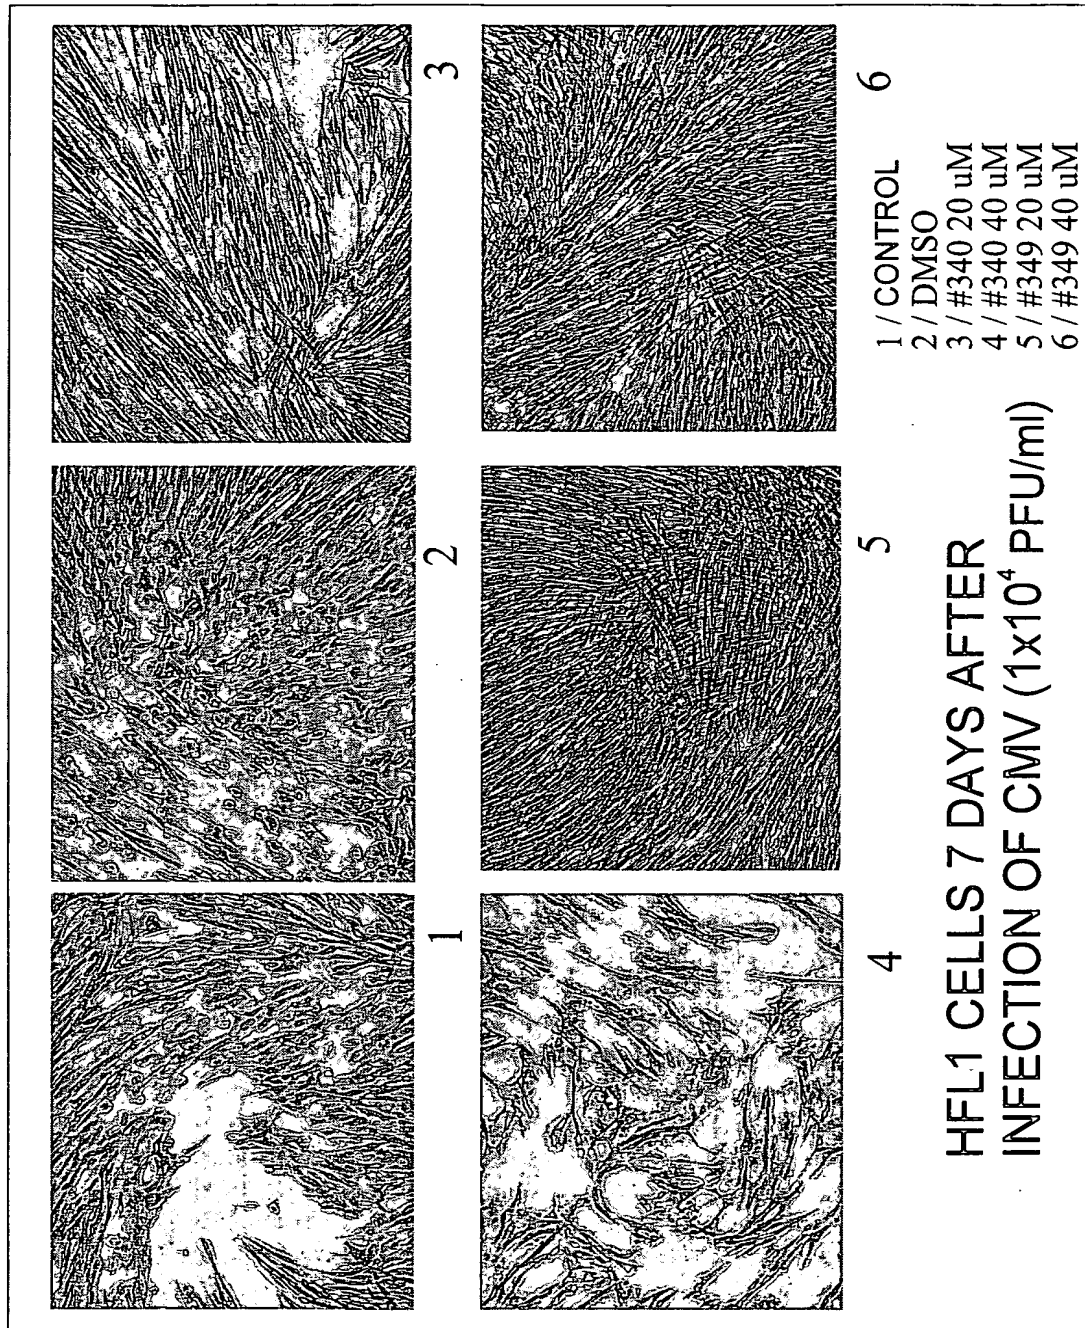 1
2
3
4
5
6
HFL1 CELLS 7 DAYS AFTER
INFECTION OF CMV (1x10⁴ PFU/ml)
1 / CONTROL
2 / DMSO
3 / #340 20 uM
4 / #340 40 uM
5 / #349 20 uM
6 / #349 40 uM